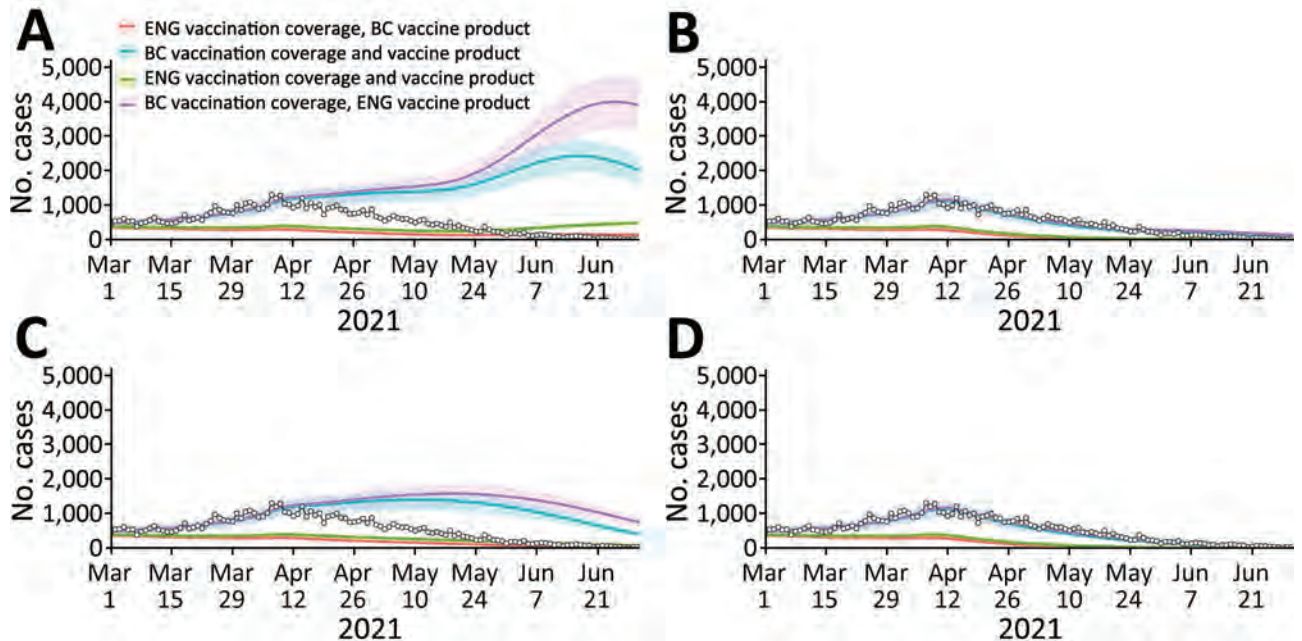 A
ENG vaccination coverage, BC vaccine product
BC vaccination coverage and vaccine product
ENG vaccination coverage and vaccine product
BC vaccination coverage, ENG vaccine product
No. cases
5,000
4,000
3,000
2,000
1,000
0
Mar Mar Mar Apr Apr May May Jun Jun
1 15 29 12 26 10 24 7 21
2021
B
No. cases
5,000
4,000
3,000
2,000
1,000
0
Mar Mar Mar Apr Apr May May Jun Jun
1 15 29 12 26 10 24 7 21
2021
C
No. cases
5,000
4,000
3,000
2,000
1,000
0
Mar Mar Mar Apr Apr May May Jun Jun
1 15 29 12 26 10 24 7 21
2021
D
No. cases
5,000
4,000
3,000
2,000
1,000
0
Mar Mar Mar Apr Apr May May Jun Jun
1 15 29 12 26 10 24 7 21
2021